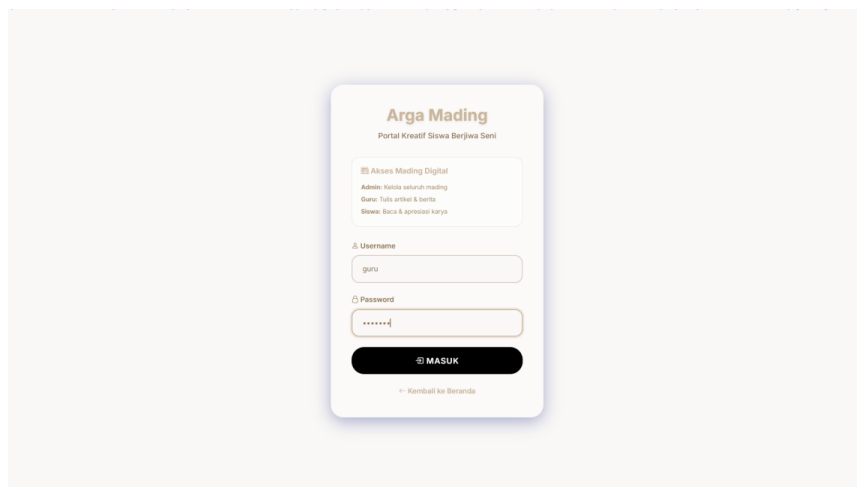 Arga Mading
Portal Kreatif Siswa Berjiwa Seni
Akses Mading Digital
Admin: Kelola seluruh mading
Guru: Tulis artikel & berita
Siswa: Baca & apresiasi karya
Username
guru
Password
•••••••
MASUK
← Kembali ke Beranda